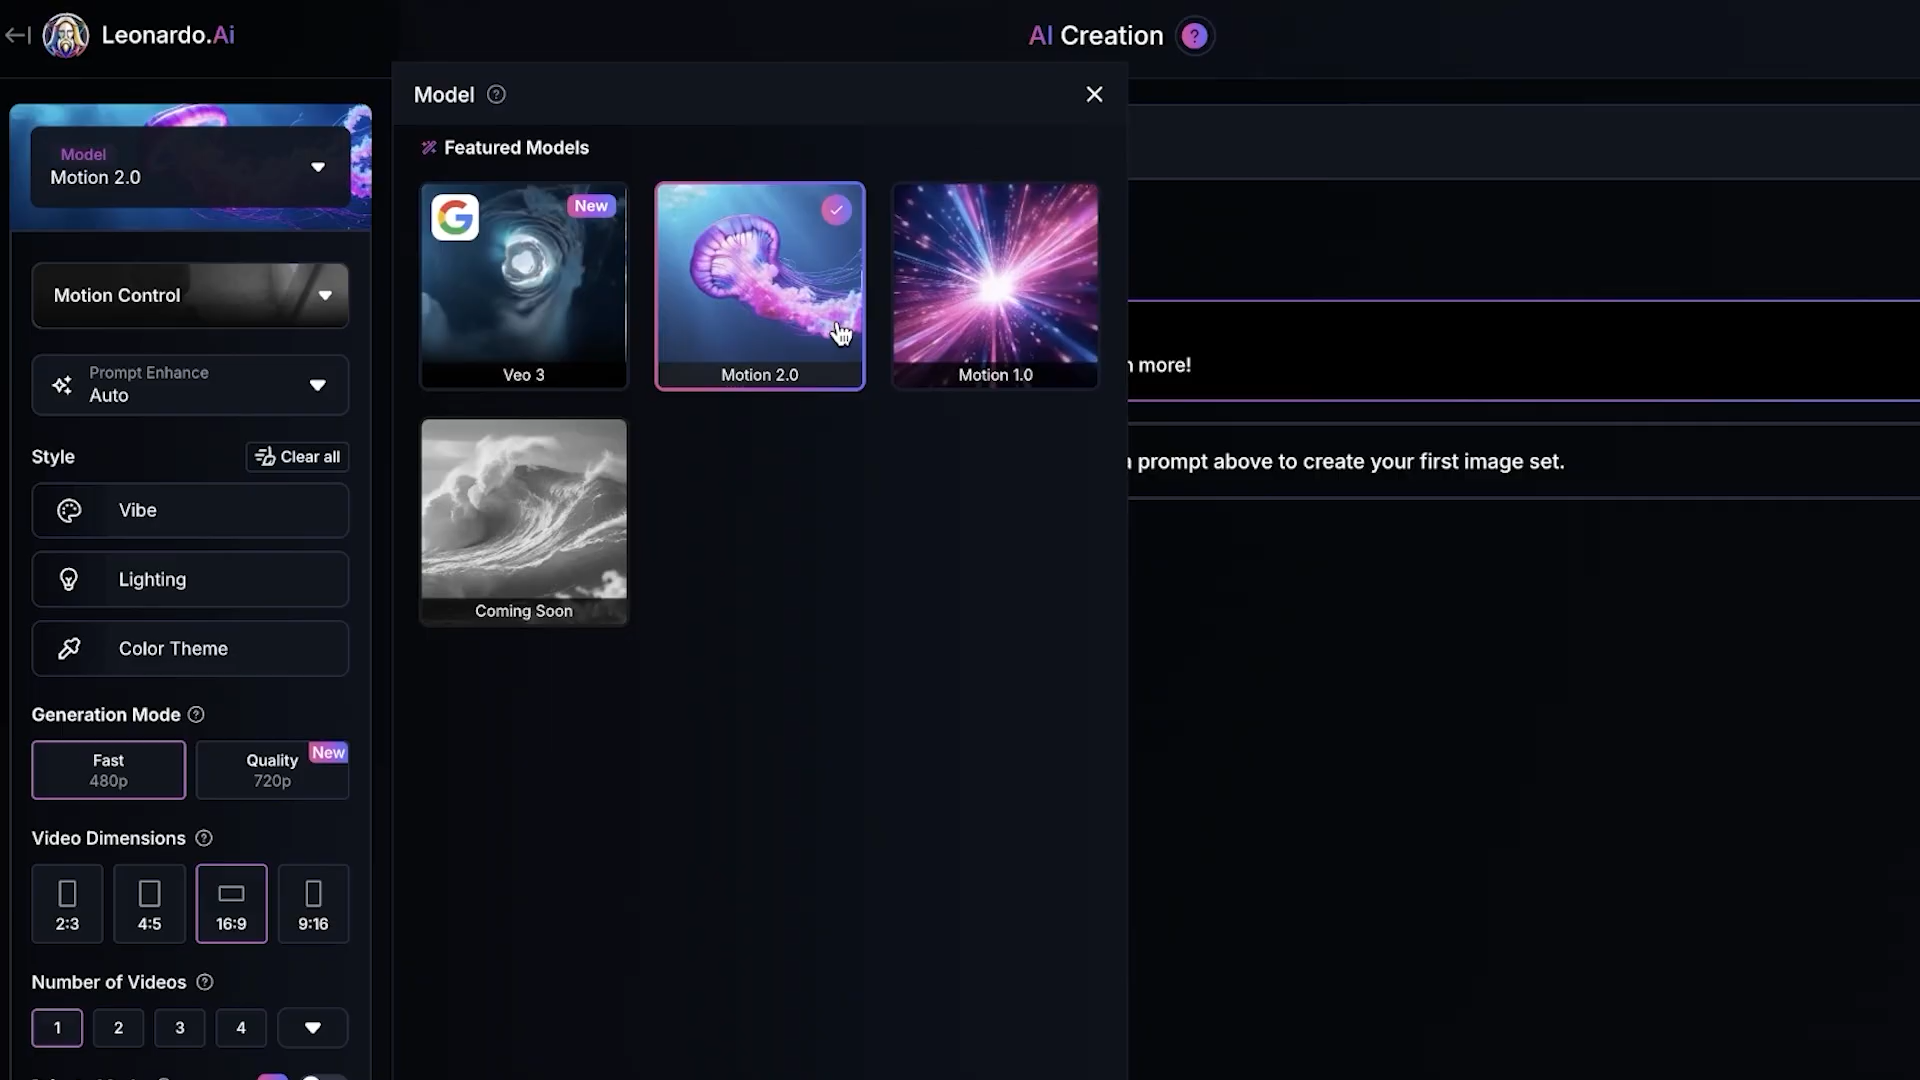 Leonardo.Ai
AI Creation ?
Model
Motion 2.0
Motion Control
Prompt Enhance
Auto
Style
Clear all
Vibe
Lighting
Color Theme
Generation Mode ?
Fast
480p
Quality
720p
New
Video Dimensions ?
2:3
4:5
16:9
9:16
Number of Videos ?
1
2
3
4
Model ?
Featured Models
New
Veo 3
Motion 2.0
Motion 1.0
Coming Soon
more!
prompt above to create your first image set.